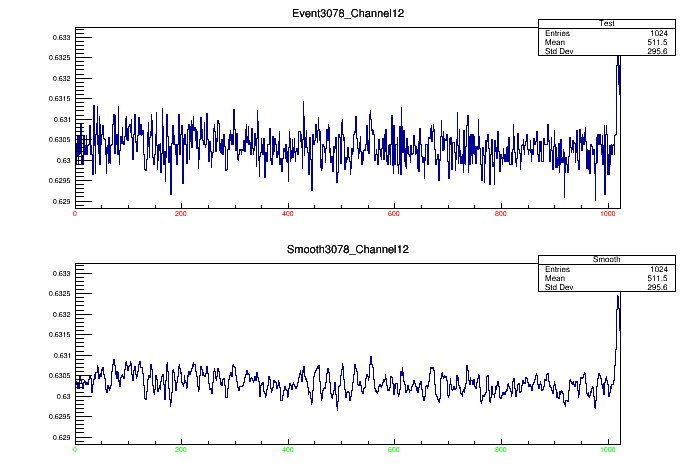 Event3078_Channel12
Test
Entries 1024
Mean 511.5
Std Dev 295.6
0.633
0.6325
0.632
0.6315
0.631
0.6305
0.63
0.6295
0.629
0 200 400 600 800 1000
Smooth3078_Channel12
Smooth
Entries 1024
Mean 511.5
Std Dev 295.6
0.633
0.6325
0.632
0.6315
0.631
0.6305
0.63
0.6295
0.629
0 200 400 600 800 1000